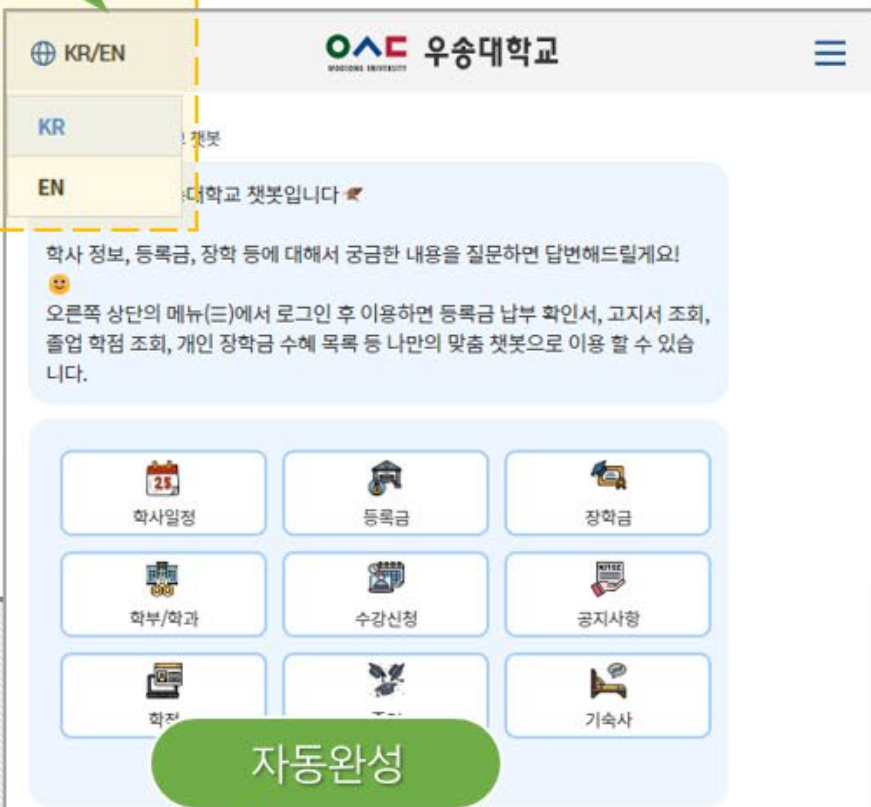 KR/EN
우송대학교
WOOSONG UNIVERSITY
KR
챗봇
EN
대학교 챗봇입니다
학사 정보, 등록금, 장학 등에 대해서 궁금한 내용을 질문하면 답변해드릴게요!
오른쪽 상단의 메뉴(☰)에서 로그인 후 이용하면 등록금 납부 확인서, 고지서 조회,
졸업 학점 조회, 개인 장학금 수혜 목록 등 나만의 맞춤 챗봇으로 이용 할 수 있습
니다.
25
학사일정
등록금
장학금
학부/학과
수강신청
공지사항
기숙사
자동완성